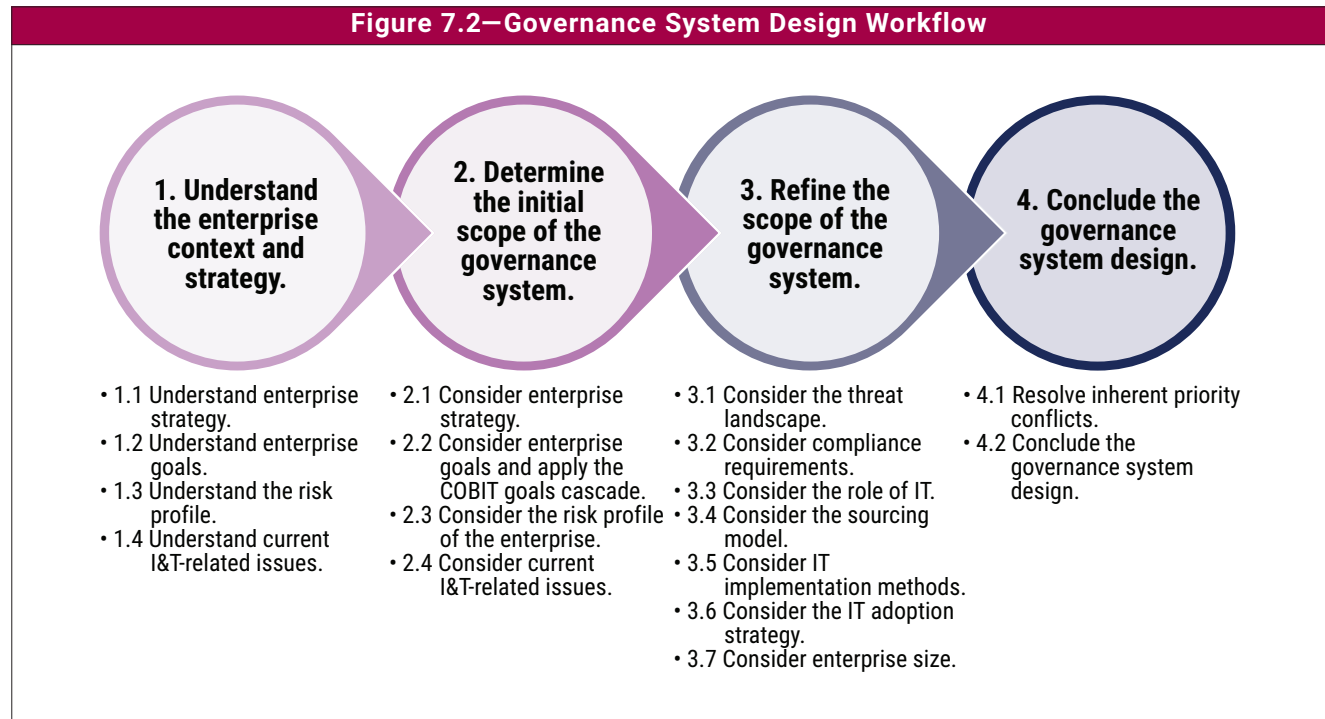 Figure 7.2—Governance System Design Workflow
1. Understand
the enterprise
context and
strategy.
2. Determine
the initial
scope of the
governance
system.
3. Refine the
scope of the
governance
system.
4. Conclude the
governance
system design.
• 1.1 Understand enterprise
strategy.
• 1.2 Understand enterprise
goals.
• 1.3 Understand the risk
profile.
• 1.4 Understand current
I&T-related issues.
• 2.1 Consider enterprise
strategy.
• 2.2 Consider enterprise
goals and apply the
COBIT goals cascade.
• 2.3 Consider the risk profile
of the enterprise.
• 2.4 Consider current
I&T-related issues.
• 3.1 Consider the threat
landscape.
• 3.2 Consider compliance
requirements.
• 3.3 Consider the role of IT.
• 3.4 Consider the sourcing
model.
• 3.5 Consider IT
implementation methods.
• 3.6 Consider the IT adoption
strategy.
• 3.7 Consider enterprise size.
• 4.1 Resolve inherent priority
conflicts.
• 4.2 Conclude the
governance system
design.